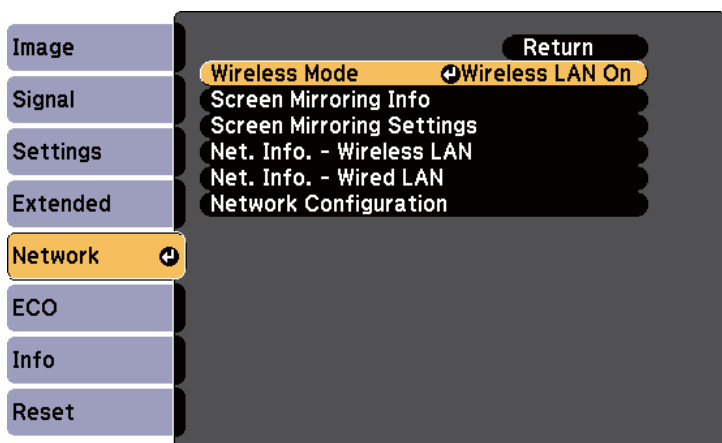 Image
Signal
Settings
Extended
Network
ECO
Info
Reset
Return
Wireless Mode Wireless LAN On
Screen Mirroring Info
Screen Mirroring Settings
Net. Info. - Wireless LAN
Net. Info. - Wired LAN
Network Configuration